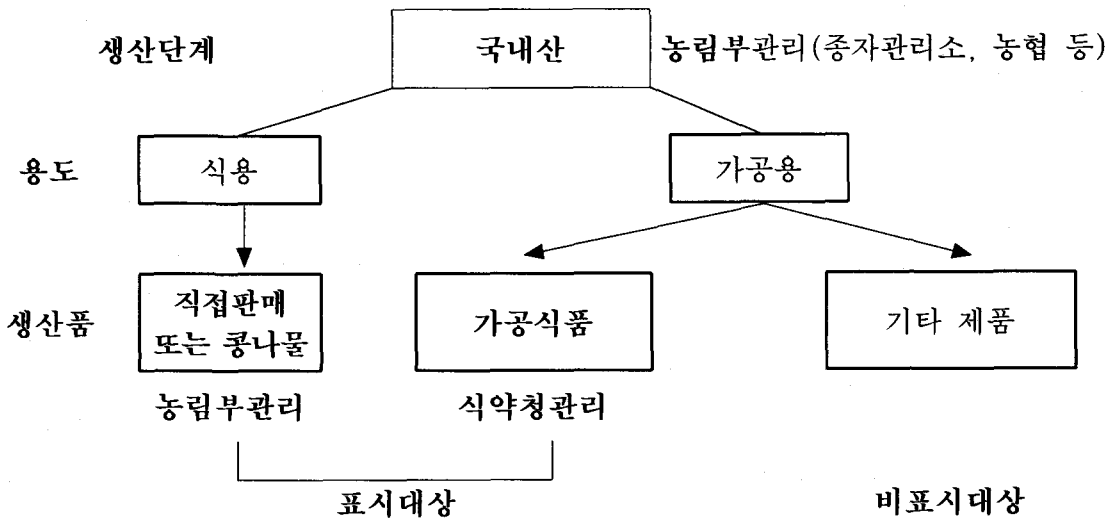 생산단계 국내산 농림부관리(종자관리소, 농협 등)
용도 식용 가공용
직접판매
생산품 또는 콩나물 가공식품 기타 제품
농림부관리 식약청관리
표시대상 비표시대상